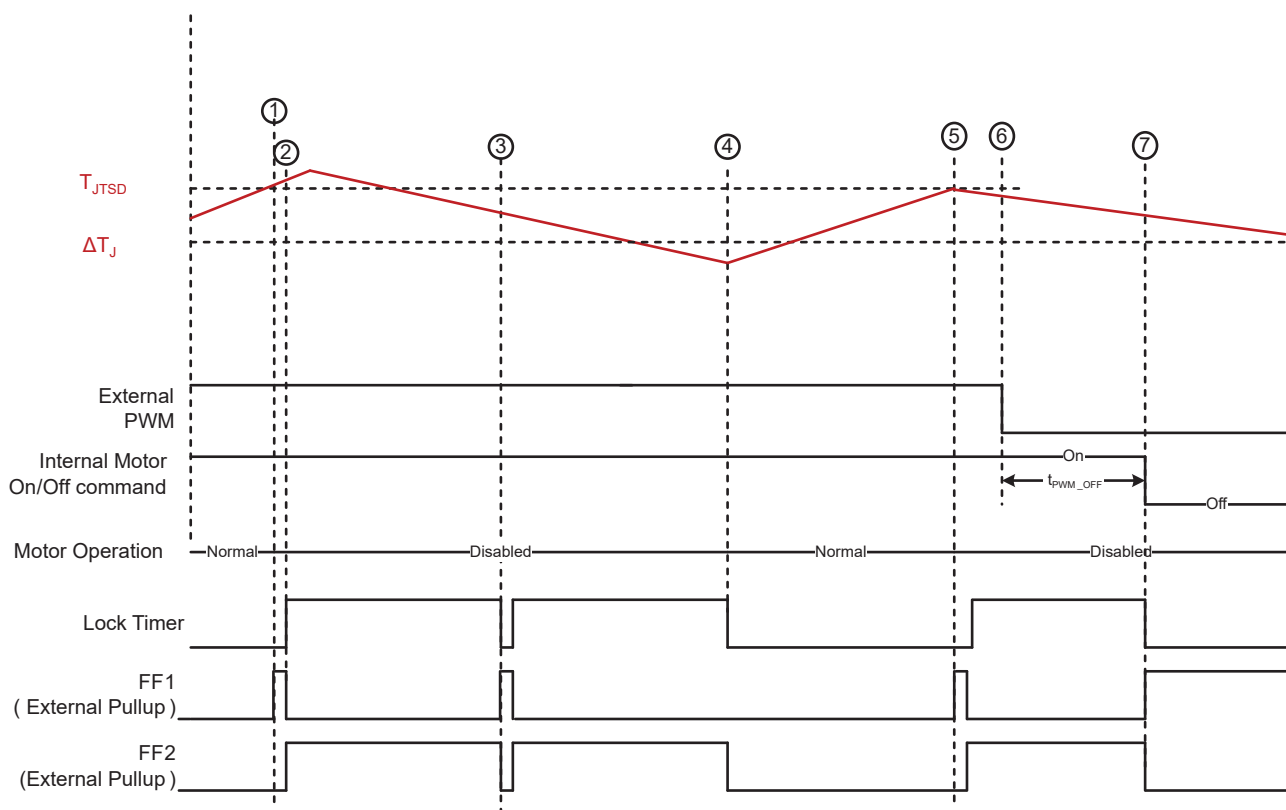 1
2
3
4
5
6
7
TJTSD
ΔTJ
External
PWM
Internal Motor
On/Off command
On
tPWM_OFF
Off
Motor Operation
Normal
Disabled
Normal
Disabled
Lock Timer
FF1
( External Pullup )
FF2
(External Pullup )